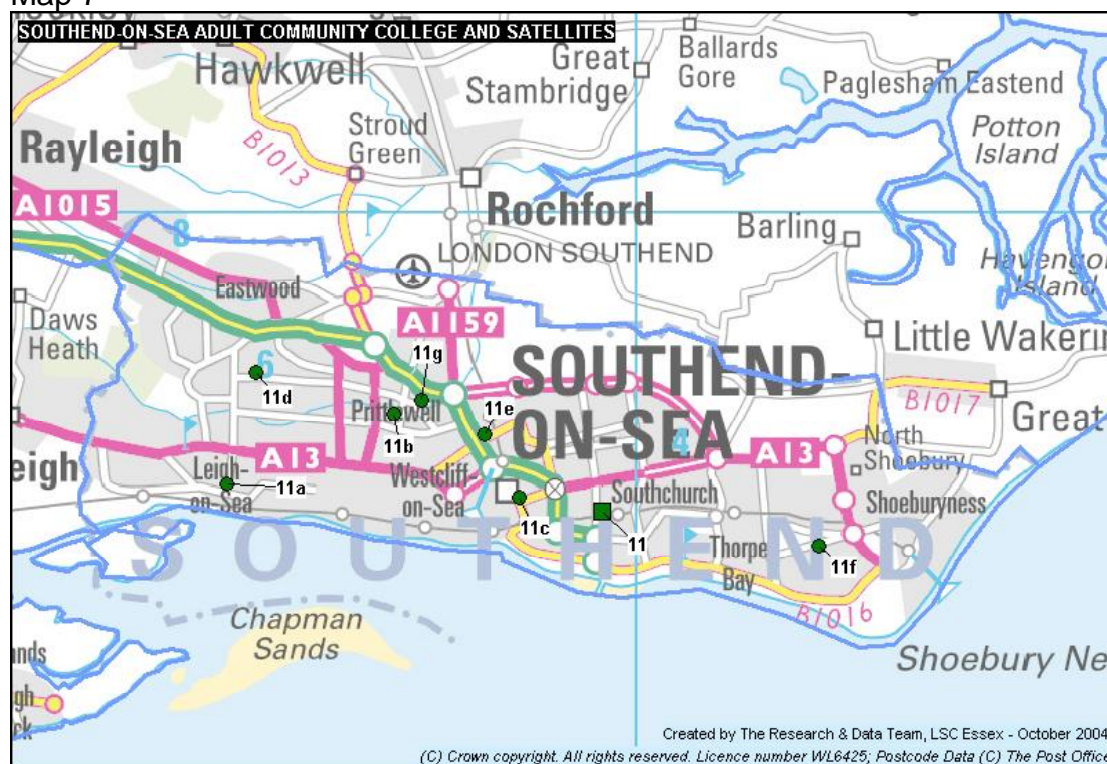 SOUTHEND-ON-SEA ADULT COMMUNITY COLLEGE AND SATELLITES
Hawkwell
Great
Stambridge
Ballards
Gore
Paglesham Eastend
Rayleigh
Stroud
Green
B1013
Potton
Island
A1015
Rochford
LONDON SOUTHEND
Barling
8
Eastwood
Island
Daws
Heath
A1159
Little
11g
SOUTHEND-
ON-SEA
6
11d
Prittlewell
11b
11e
B1017
Great
4
A13
A13
North
Shoebury
eigh
Leigh-
on-Sea
11a
Westcliff-
on-Sea
11c
Southchurch
11
Shoeburyness
SOUTHEND
Thorpe
Bay
11f
B1016
Chapman
Sands
Shoebury
Created by The Research & Data Team, LSC Essex - October 2004
(C) Crown copyright. All rights reserved. Licence number WL6425; Postcode Data (C) The Post Office